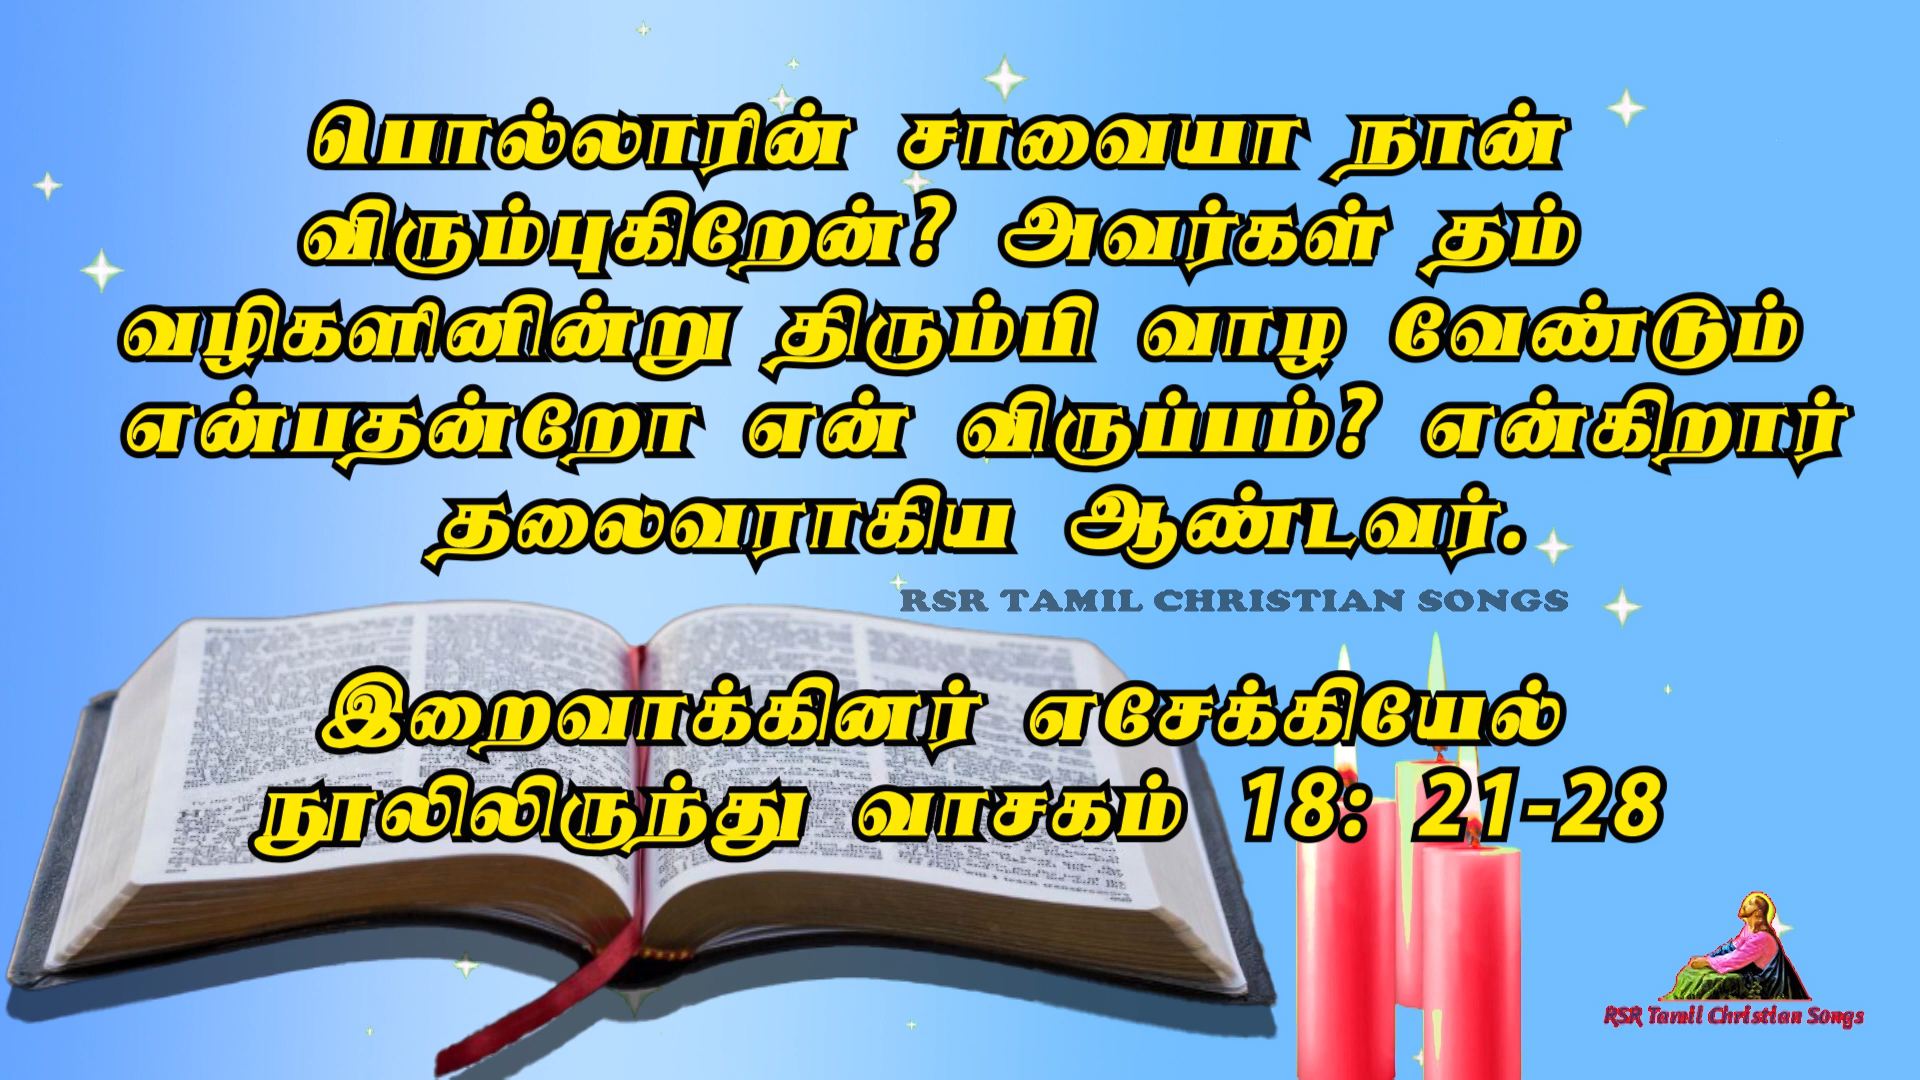 பொல்லாரின் சாவையா நான்
விரும்புகிறேன்? அவர்கள் தம்
வழிகளினின்று திரும்பி வாழ வேண்டும்
என்பதன்றோ என் விருப்பம்? என்கிறார்
தலைவராகிய ஆண்டவர்.
RSR TAMIL CHRISTIAN SONGS
இறைவாக்கினர் எசேக்கியேல்
நூலிலிருந்து வாசகம் 18: 21-28
RSR Tamil Christian Songs